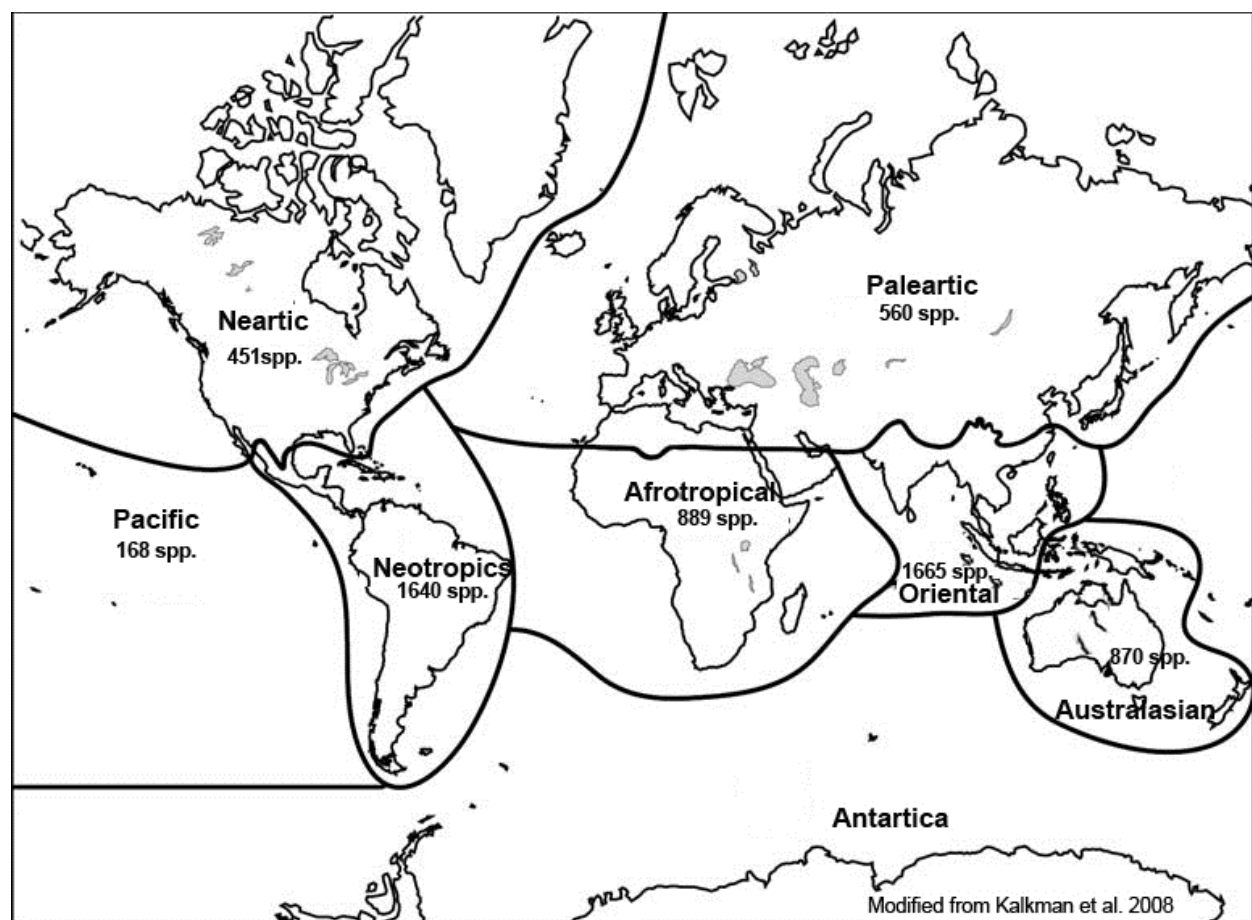 Neartic
451spp.
Paleartic
560 spp.
Pacific
168 spp.
Neotropics
1640 spp.
Afrotropical
889 spp.
1665 spp.
Oriental
870 spp.
Australasian
Antartica
Modified from Kalkman et al. 2008